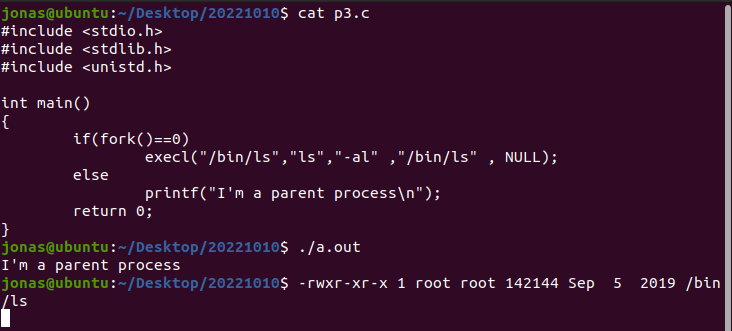 jonas@ubuntu:~/Desktop/20221010$ cat p3.c
#include <stdio.h>
#include <stdlib.h>
#include <unistd.h>

int main()
{
        if(fork()==0)
                execl("/bin/ls","ls","-al" ,"/bin/ls" , NULL);
        else
                printf("I'm a parent process\n");
        return 0;
}
jonas@ubuntu:~/Desktop/20221010$ ./a.out
I'm a parent process
jonas@ubuntu:~/Desktop/20221010$ -rwxr-xr-x 1 root root 142144 Sep  5  2019 /bin
/ls